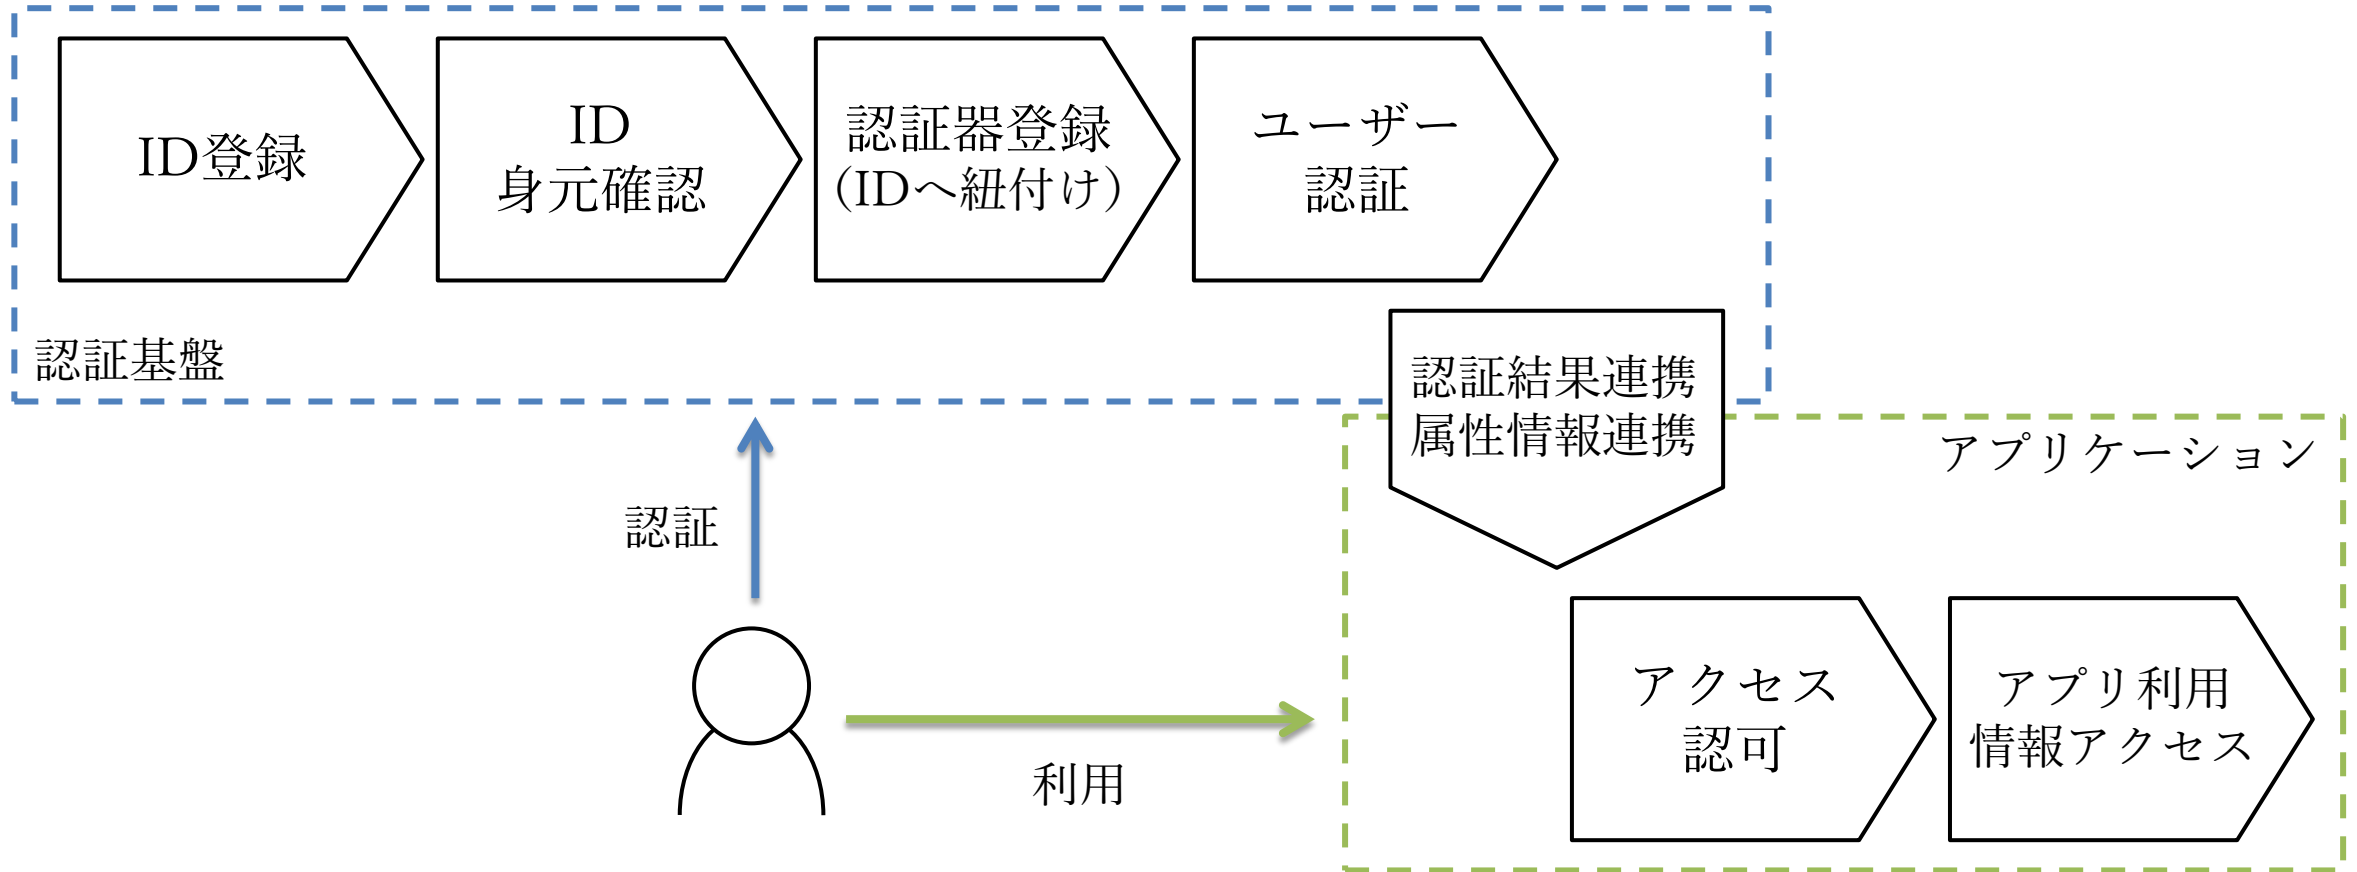 ID登録
ID
身元確認
認証器登録
(IDへ紐付け)
ユーザー
認証
認証基盤
認証結果連携
属性情報連携
アプリケーション
認証
利用
アクセス
認可
アプリ利用
情報アクセス